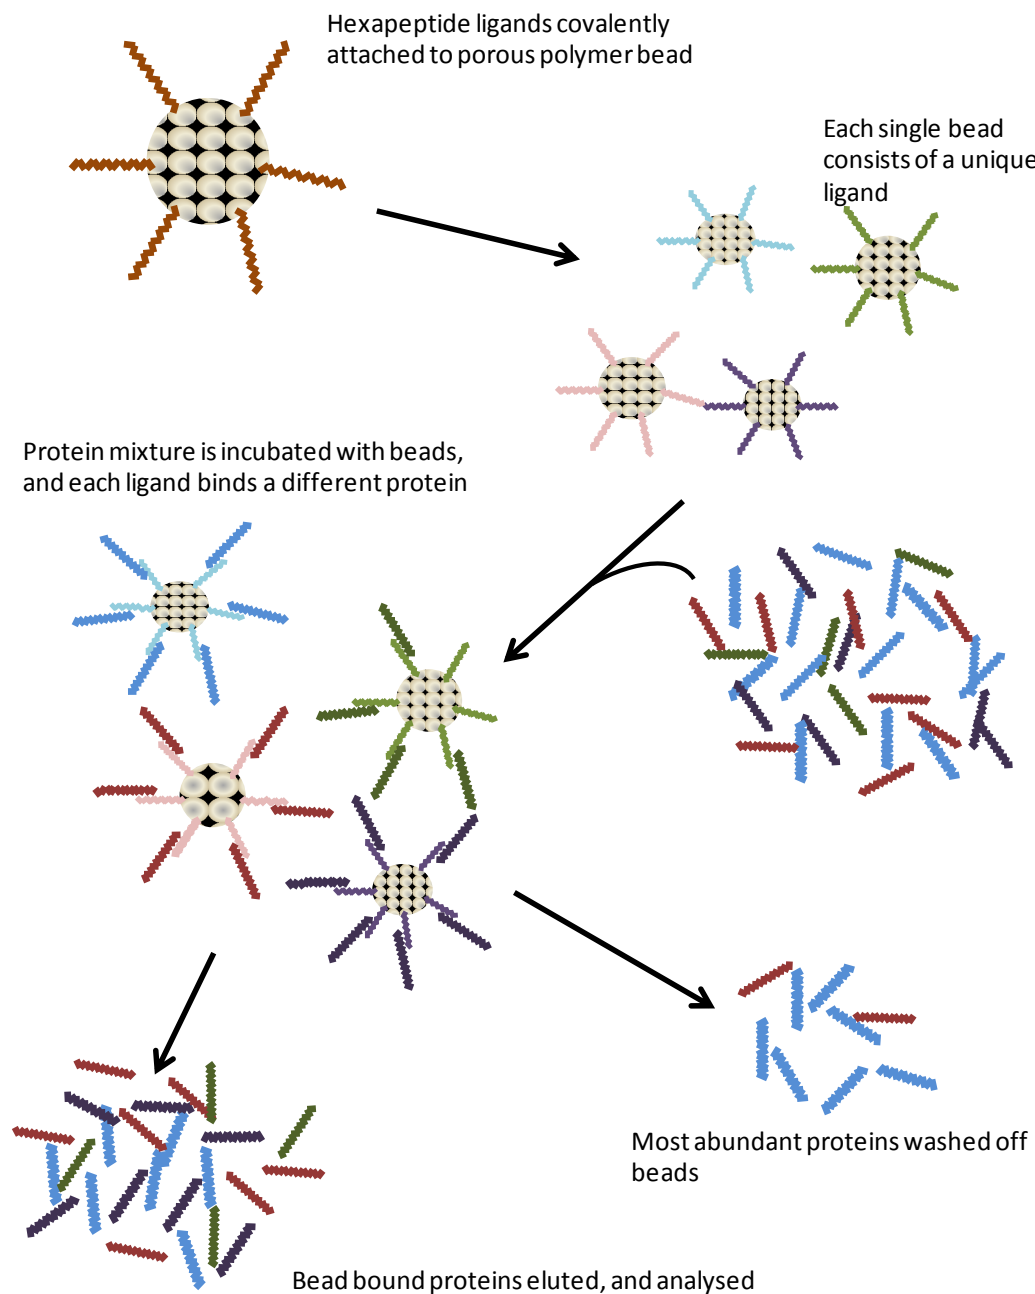 Hexapeptide ligands covalently
attached to porous polymer bead
Each single bead
consists of a unique
ligand
Protein mixture is incubated with beads,
and each ligand binds a different protein
Most abundant proteins washed off
beads
Bead bound proteins eluted, and analysed